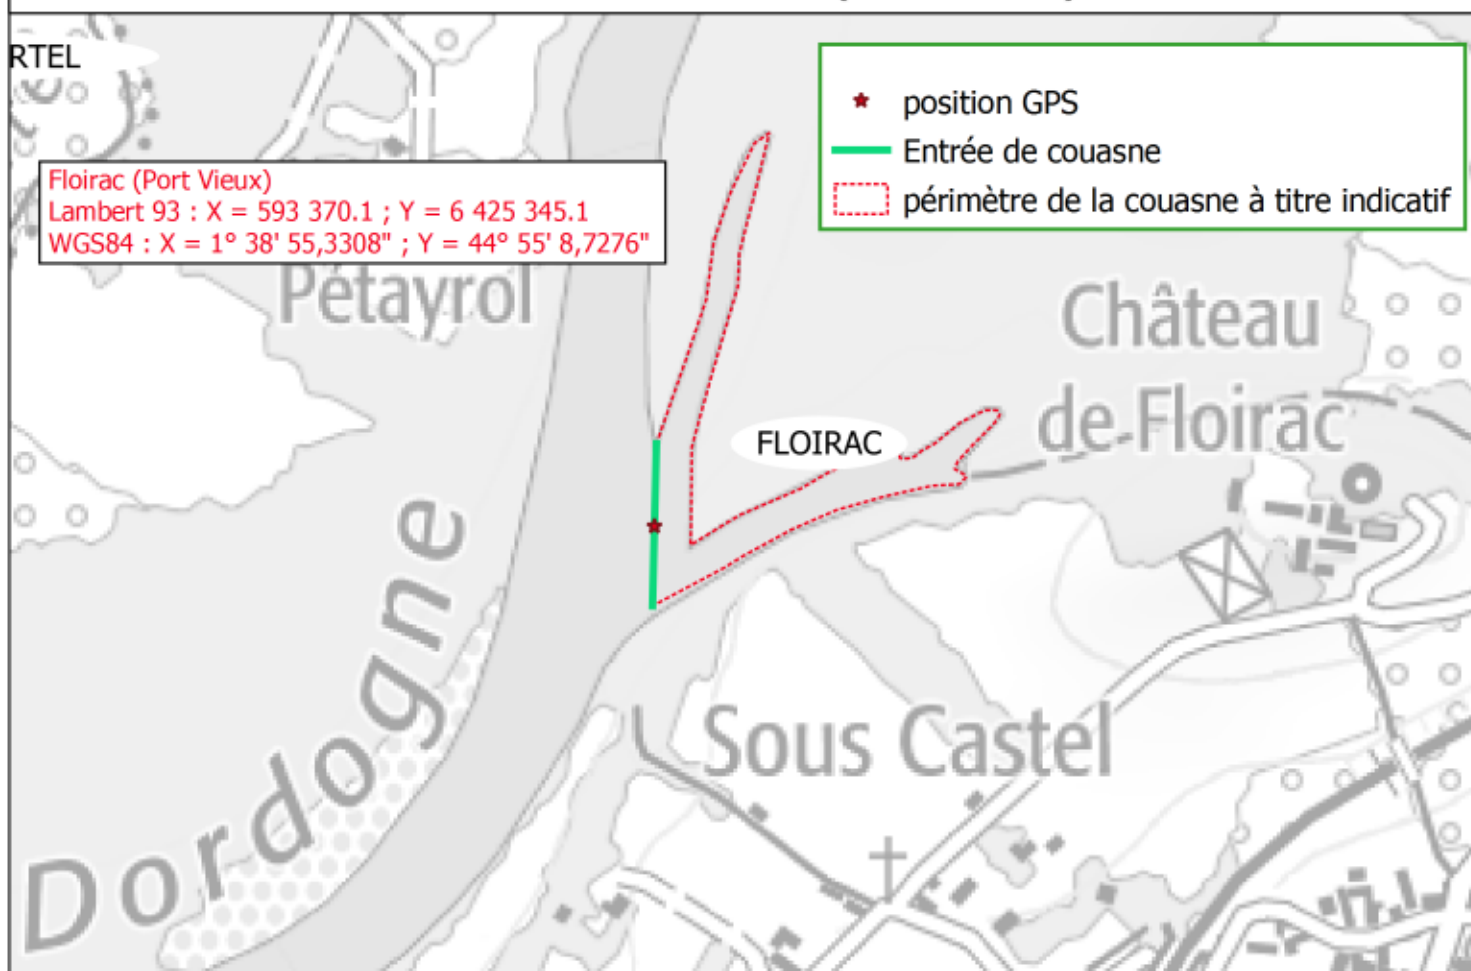 RTEL
position GPS
Entrée de couasne
périmètre de la couasne à titre indicatif
Floirac (Port Vieux)
Lambert 93 : X = 593 370.1 ; Y = 6 425 345.1
WGS84 : X = 1° 38' 55,3308" ; Y = 44° 55' 8,7276"
Pétayrol
Château
de Floirac
FLOIRAC
Dordogne
Sous Castel